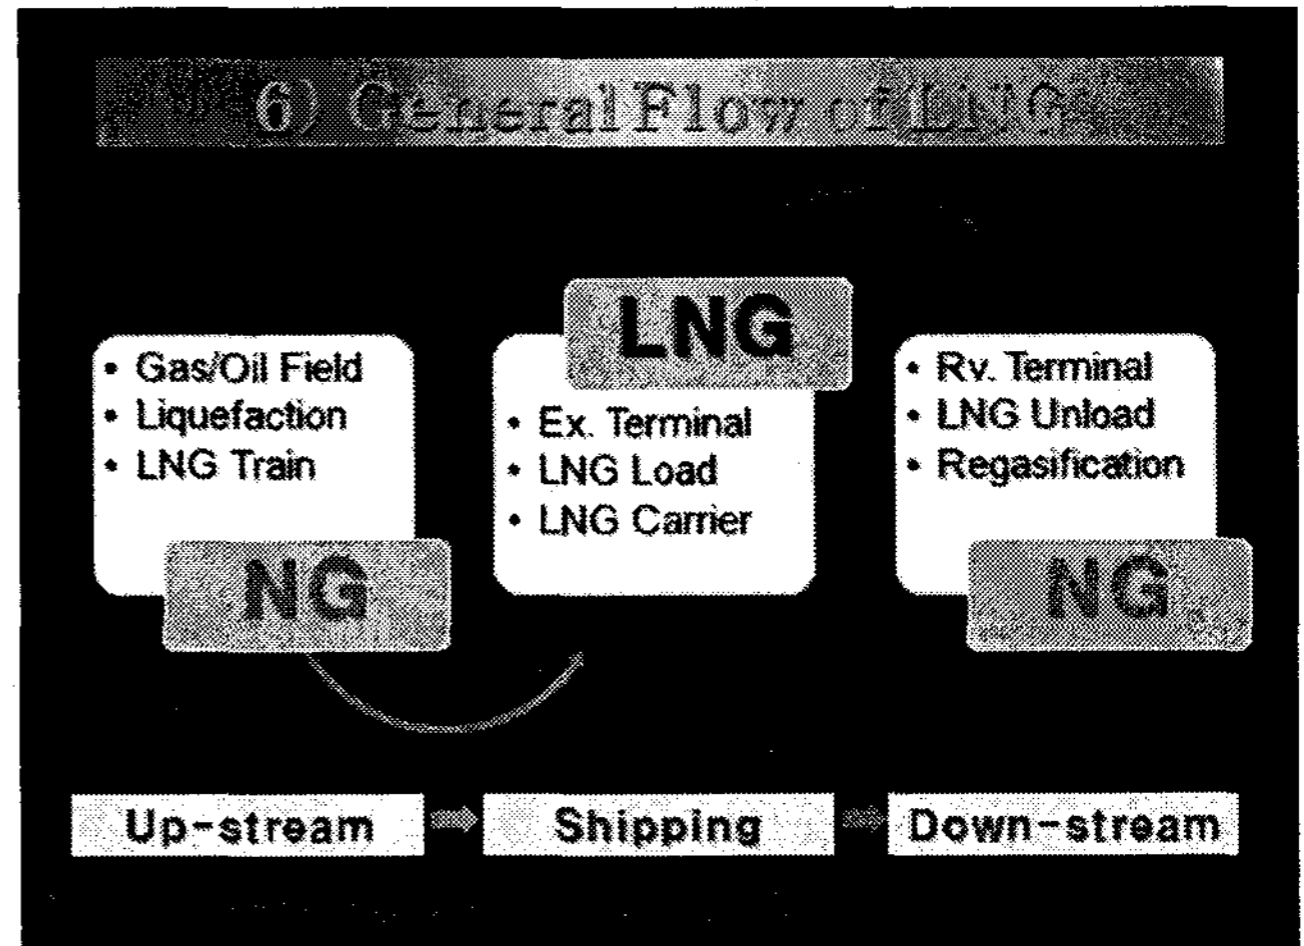 6) General Flow of LNG
• Gas/Oil Field
• Liquefaction
• LNG Train
NG
LNG
• Ex. Terminal
• LNG Load
• LNG Carrier
• Rv. Terminal
• LNG Unload
• Regasification
NG
Up-stream
Shipping
Down-stream